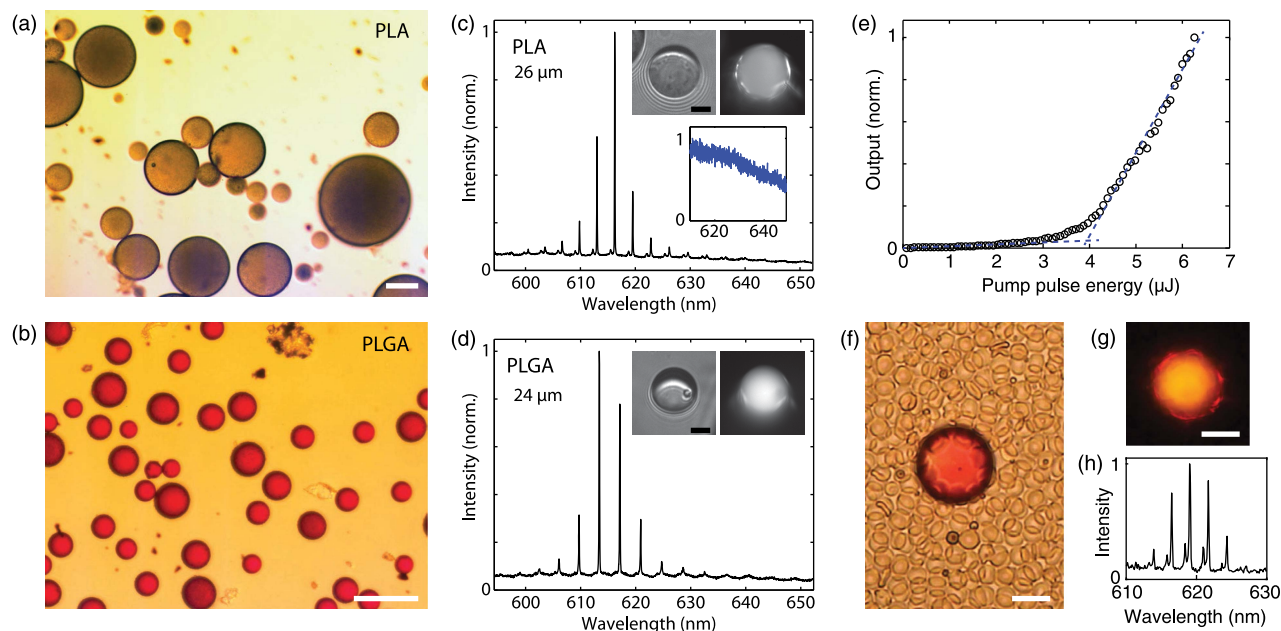 (a)
PLA
(b)
PLGA
(c)
PLA
26 µm
1
0
Intensity (norm.)
600 610 620 630 640 650
Wavelength (nm)
1
0
620 640
(d)
PLGA
24 µm
1
0
Intensity (norm.)
600 610 620 630 640 650
Wavelength (nm)
(e)
1
0
Output (norm.)
0 1 2 3 4 5 6 7
Pump pulse energy (µJ)
(f)
(g)
(h)
1
0
Intensity
610 620 630
Wavelength (nm)